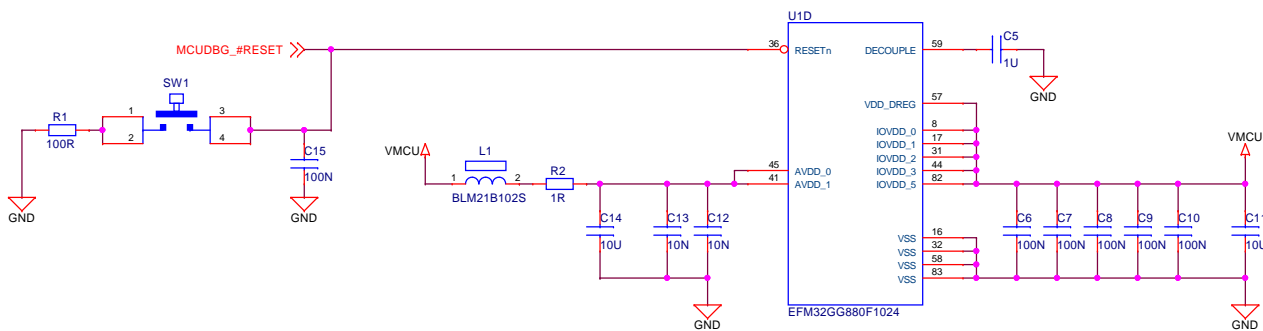 U1D
MCUDBG_#RESET
36
RESETn
DECOUPLE
59
C5
1U
GND
SW1
R1
100R
1
2
3
4
C15
100N
GND
GND
VDD_DREG
57
IOVDD_0
8
IOVDD_1
17
IOVDD_2
31
IOVDD_3
44
IOVDD_5
82
VMCU
L1
1
2
BLM21B102S
R2
1R
45
AVDD_0
41
AVDD_1
VMCU
C14
10U
C13
10N
C12
10N
GND
VSS
16
VSS
32
VSS
58
VSS
83
C6
100N
C7
100N
C8
100N
C9
100N
C10
100N
C11
10U
GND
EFM32GG880F1024